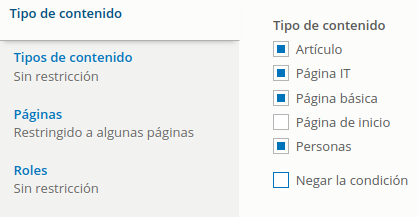 Tipo de contenido
Tipos de contenido
Sin restricción
Páginas
Restringido a algunas páginas
Roles
Sin restricción
Tipo de contenido
Artículo
Página IT
Página básica
Página de inicio
Personas
Negar la condición